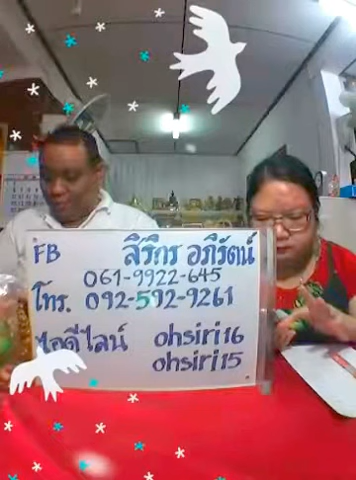 FB สิริกร อภิรัตน์
061-9922-645
โทร. 092-592-9261
ไอดีไลน์ ohsiri16
ohsiri15